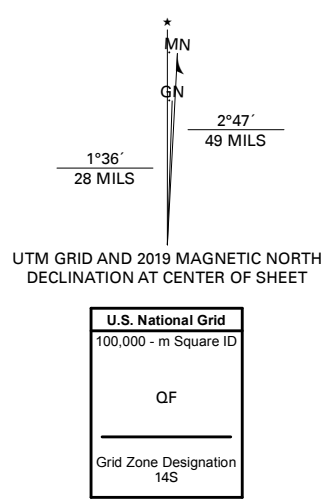 MN
GN
2°47´
49 MILS
1°36´
28 MILS
UTM GRID AND 2019 MAGNETIC NORTH
DECLINATION AT CENTER OF SHEET
U.S. National Grid
100,000 - m Square ID
QF
Grid Zone Designation
14S